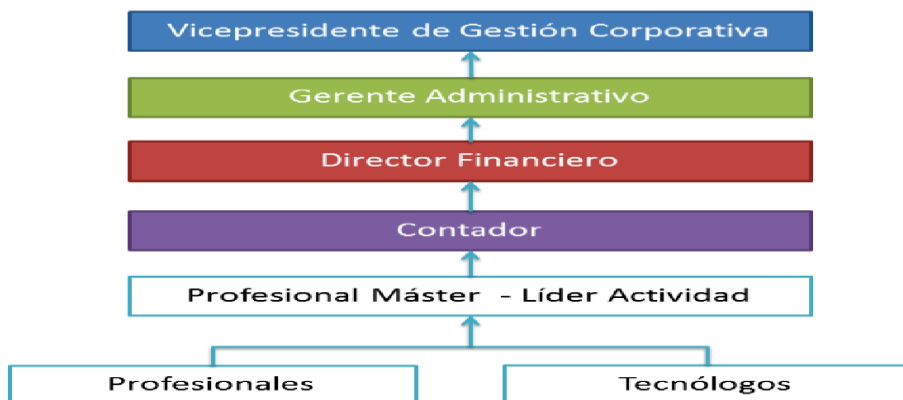 Vicepresidente de Gestión Corporativa
Gerente Administrativo
Director Financiero
Contador
Profesional Máster - Líder Actividad
Profesionales
Tecnólogos